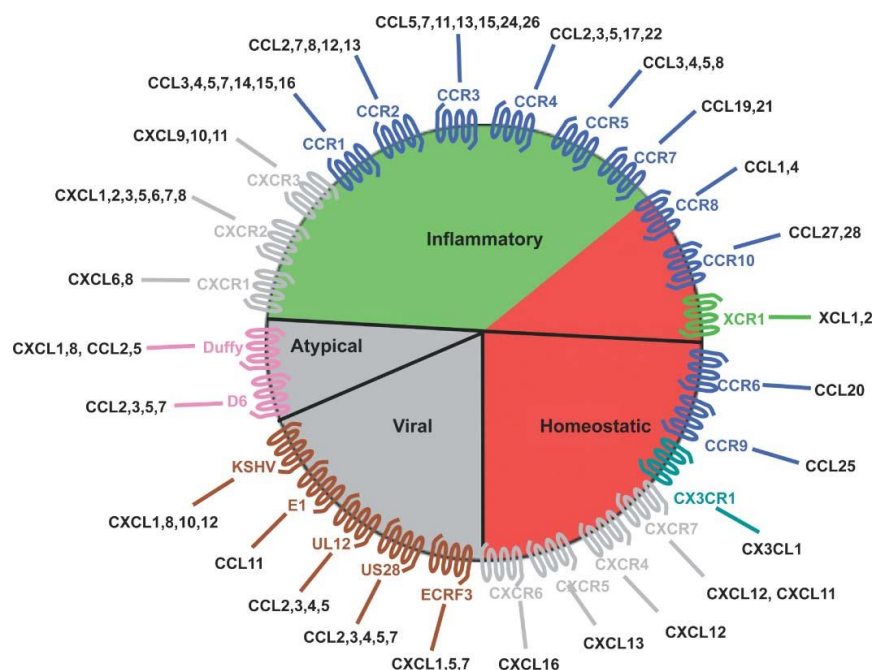 CCL5,7,11,13,15,24,26
CCL2,3,5,17,22
CCL2,7,8,12,13
CCL3,4,5,8
CCL3,4,5,7,14,15,16
CCL19,21
CXCL9,10,11
CCL1,4
CXCL1,2,3,5,6,7,8
CCL27,28
CXCL6,8
XCL1,2
CXCL1,8, CCL2,5
CCL20
CCL2,3,5,7
CCL25
CXCL1,8,10,12
CX3CL1
CCL11
CXCL12, CXCL11
CCL2,3,4,5
CXCL12
CCL2,3,4,5,7
CXCL13
CXCL1,5,7
CXCL16
CCR3
CCR4
CCR2
CCR5
CCR1
CCR7
CXCR3
CCR8
CXCR2
CCR10
CXCR1
XCR1
Duffy
CCR6
D6
CCR9
KSHV
CX3CR1
E1
CXCR7
UL12
CXCR4
US28
CXCR5
ECRF3
CXCR6
Inflammatory
Atypical
Viral
Homeostatic